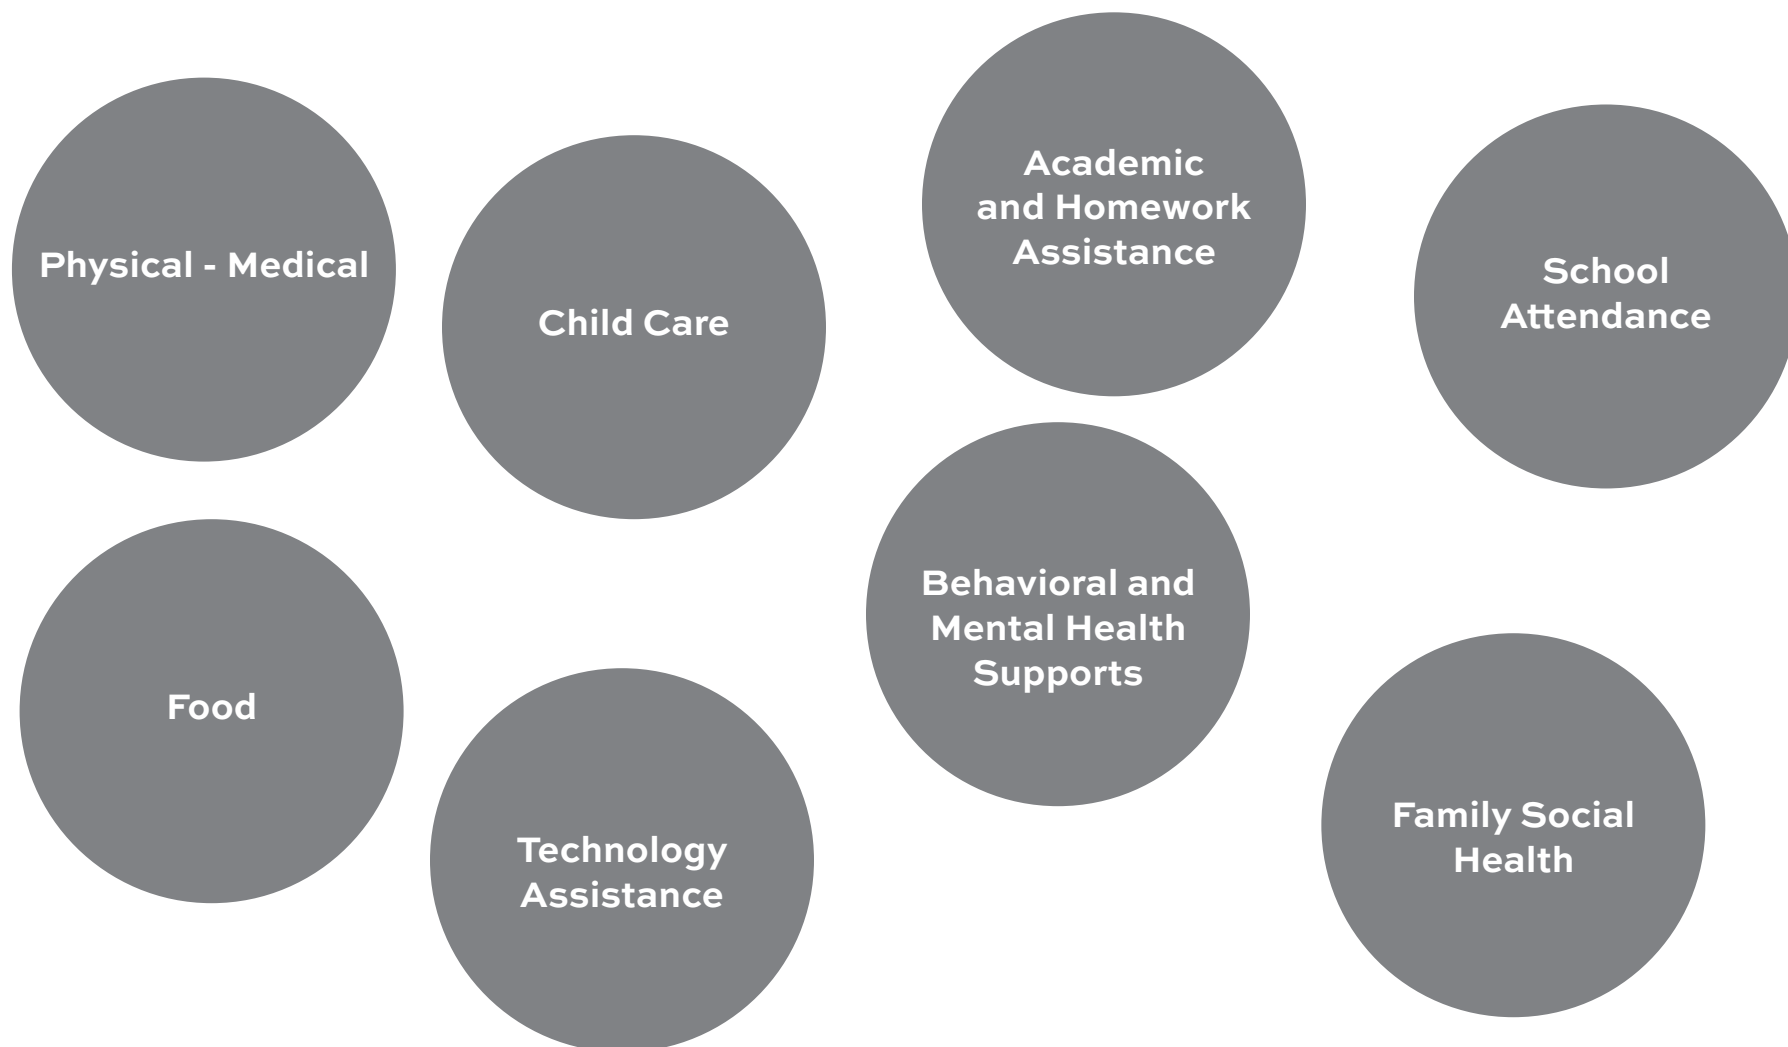 Physical - Medical
Child Care
Academic
and Homework
Assistance
School
Attendance
Food
Technology
Assistance
Behavioral and
Mental Health
Supports
Family Social
Health